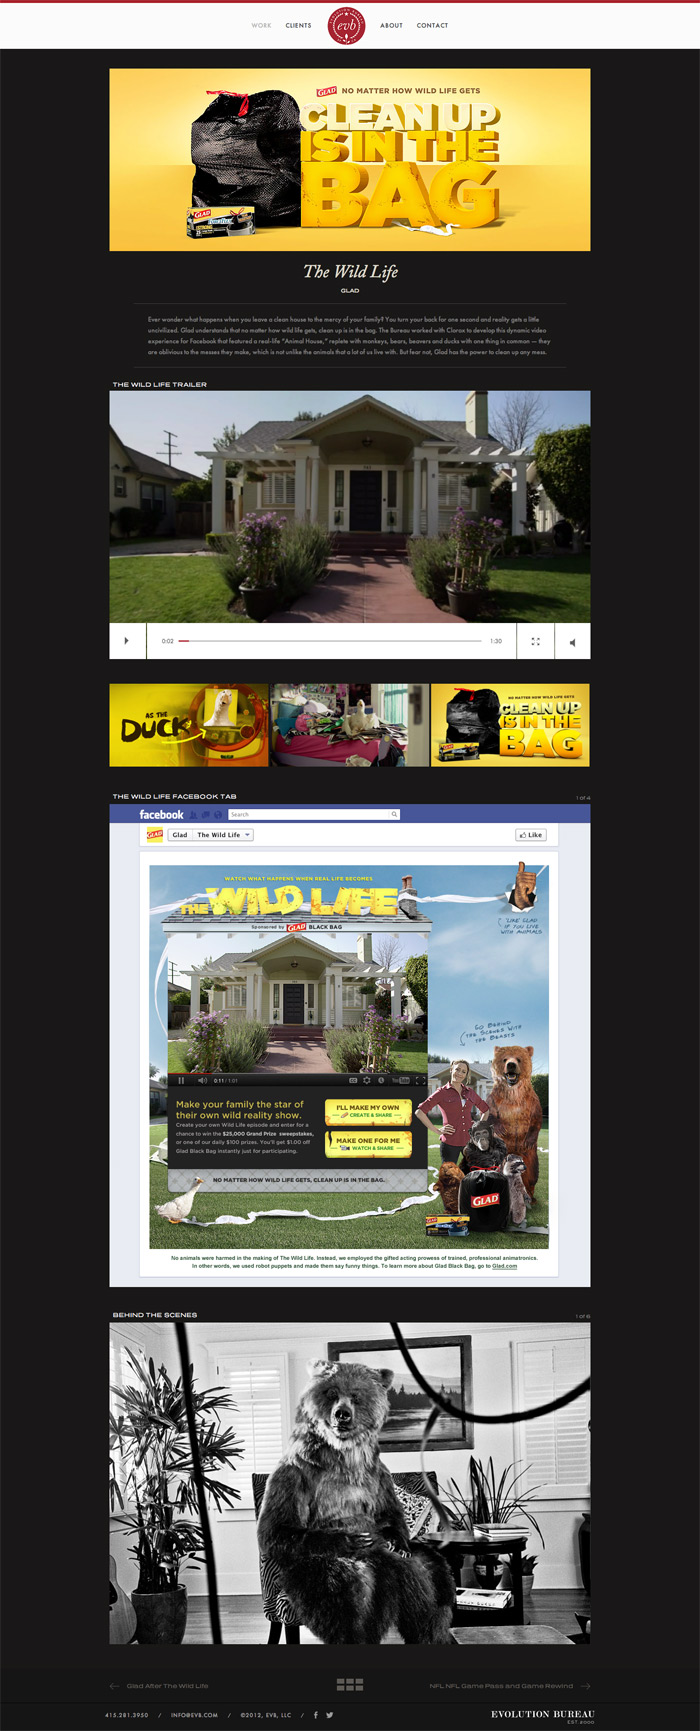 WORK
CLIENTS
evb
ABOUT
CONTACT
GLAD NO MATTER HOW WILD LIFE GETS
CLEAN UP
IS IN THE
BAG
GLAD
The Wild Life
GLAD
Ever wonder what happens when you leave a clean house to the mercy of your family? You turn your back for one second and reality gets a little
uncivilized. Glad understands that no matter how wild life gets, clean up is in the bag. The Bureau worked with Clorox to develop this dynamic video
experience for Facebook that featured a real-life "Animal House," replete with monkeys, bears, beavers and ducks with one thing in common — they
are oblivious to the messes they make, which is not unlike the animals that a lot of us live with. But fear not, Glad has the power to clean up any mess.
THE WILD LIFE TRAILER
0:02
1:30
AS THE
DUCK
NO MATTER HOW WILD LIFE GETS
CLEAN UP
IS IN THE
BAG
THE WILD LIFE FACEBOOK TAB
1 of 4
facebook
Search
GLAD
Glad
The Wild Life
Like
WATCH WHAT HAPPENS WHEN REAL LIFE BECOMES
THE WILD LIFE
Sponsored by GLAD BLACK BAG
'LIKE' GLAD
IF YOU LIVE
WITH ANIMALS
GO BEHIND
THE SCENES WITH
THE BEASTS
0:11 / 1:01
YouTube
Make your family the star of
their own wild reality show.
Create your own Wild Life episode and enter for a
chance to win the $25,000 Grand Prize sweepstakes,
or one of our daily $100 prizes. You'll get $1.00 off
Glad Black Bag instantly just for participating.
I'LL MAKE MY OWN
CREATE & SHARE
MAKE ONE FOR ME
WATCH & SHARE
GLAD
NO MATTER HOW WILD LIFE GETS, CLEAN UP IS IN THE BAG.
No animals were harmed in the making of The Wild Life. Instead, we employed the gifted acting prowess of trained, professional animatronics.
In other words, we used robot puppets and made them say funny things. To learn more about Glad Black Bag, go to Glad.com
BEHIND THE SCENES
1 of 6
Glad After The Wild Life
NFL NFL Game Pass and Game Rewind
415.281.3950 / INFO@EVB.COM / ©2012, EVB, LLC /
EVOLUTION BUREAU
EST. 2000